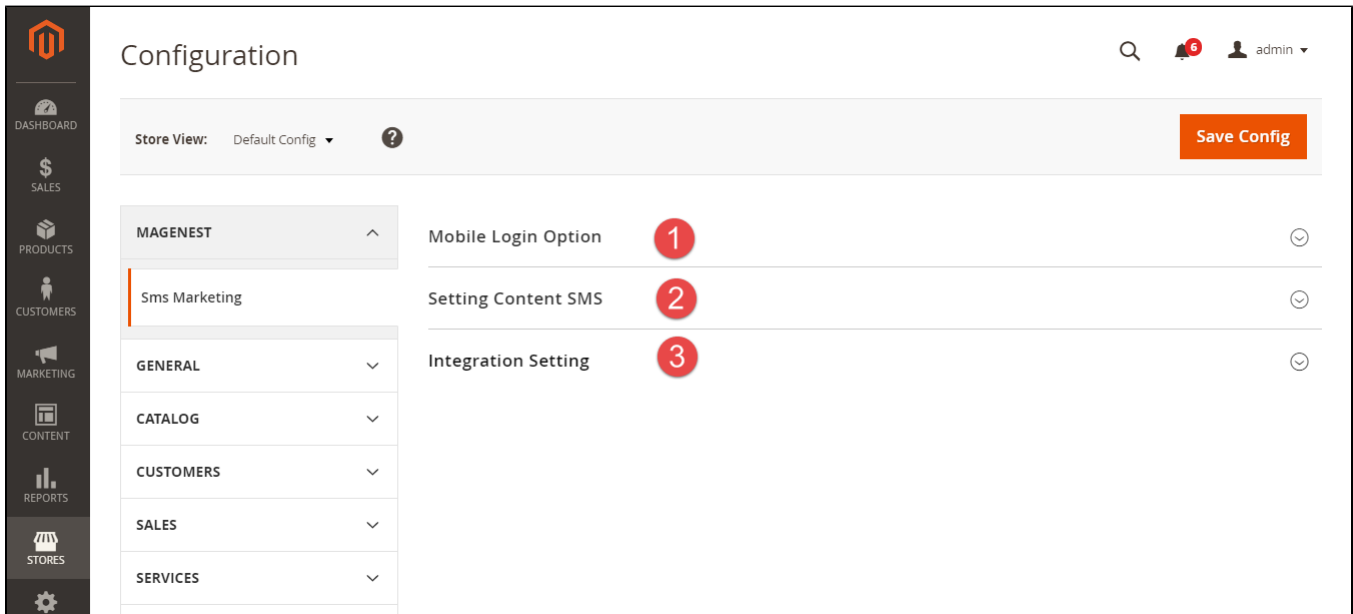 Configuration
6
admin
DASHBOARD
SALES
PRODUCTS
CUSTOMERS
MARKETING
CONTENT
REPORTS
STORES
Store View: Default Config ?
Save Config
MAGENEST
Sms Marketing
GENERAL
CATALOG
CUSTOMERS
SALES
SERVICES
Mobile Login Option 1
Setting Content SMS 2
Integration Setting 3